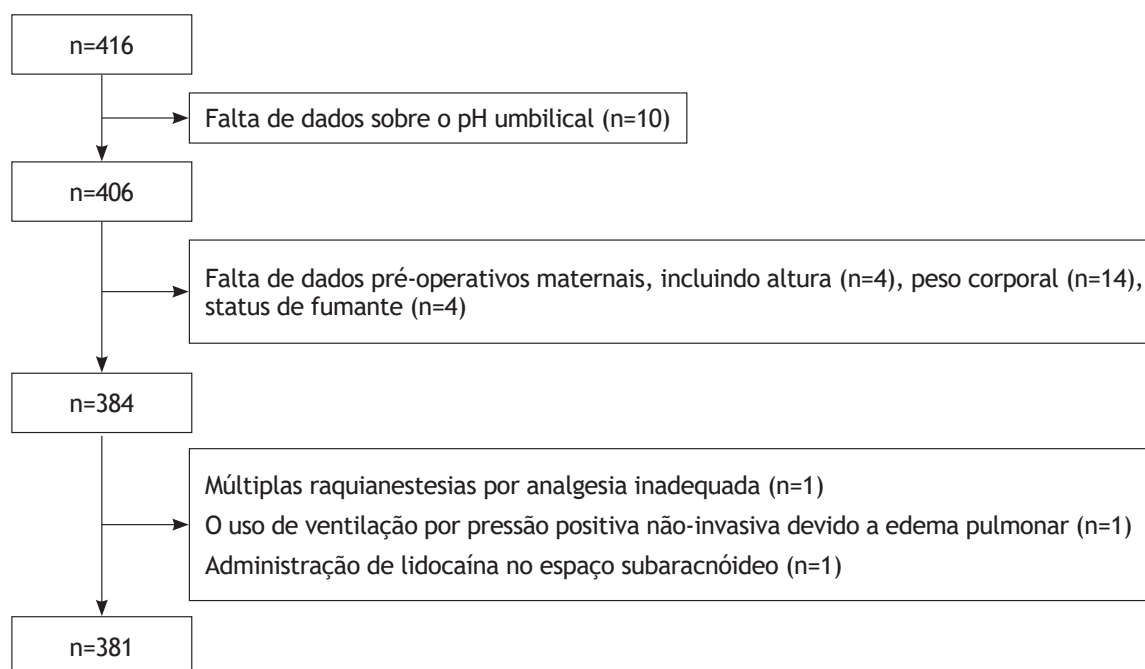 n=416
Falta de dados sobre o pH umbilical (n=10)
n=406
Falta de dados pré-operativos maternais, incluindo altura (n=4), peso corporal (n=14),
status de fumante (n=4)
n=384
Múltiplas raquianestesias por analgesia inadequada (n=1)
O uso de ventilação por pressão positiva não-invasiva devido a edema pulmonar (n=1)
Administração de lidocaína no espaço subaracnóideo (n=1)
n=381